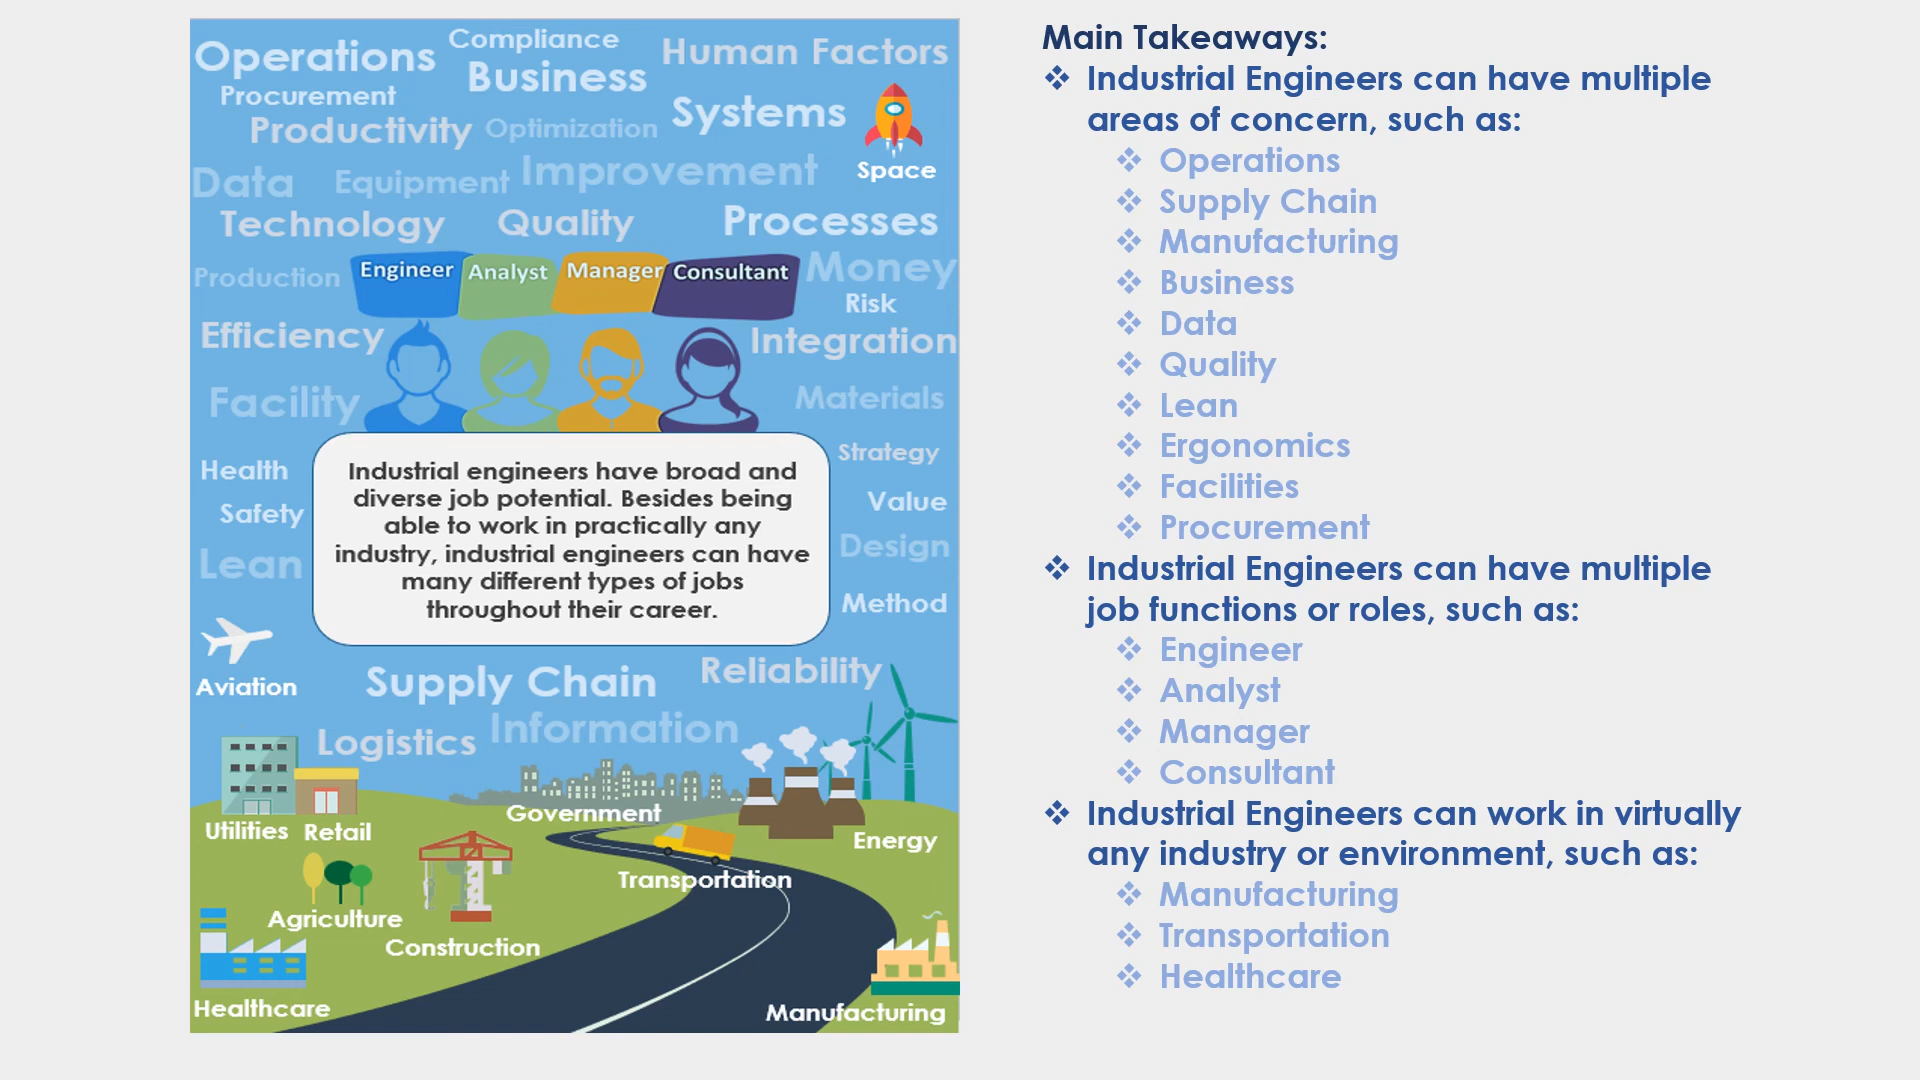 Operations
Compliance
Human Factors
Business
Procurement
Systems
Productivity
Optimization
Space
Improvement
Data
Equipment
Technology
Quality
Processes
Production
Engineer
Analyst
Manager
Consultant
Money
Risk
Efficiency
Integration
Facility
Materials
Health
Strategy
Safety
Value
Lean
Design
Method
Industrial engineers have broad and
diverse job potential. Besides being
able to work in practically any
industry, industrial engineers can have
many different types of jobs
throughout their career.
Aviation
Supply Chain
Reliability
Logistics
Information
Government
Utilities
Retail
Energy
Transportation
Agriculture
Construction
Healthcare
Manufacturing
Main Takeaways:
❖ Industrial Engineers can have multiple
areas of concern, such as:
❖ Operations
❖ Supply Chain
❖ Manufacturing
❖ Business
❖ Data
❖ Quality
❖ Lean
❖ Ergonomics
❖ Facilities
❖ Procurement
❖ Industrial Engineers can have multiple
job functions or roles, such as:
❖ Engineer
❖ Analyst
❖ Manager
❖ Consultant
❖ Industrial Engineers can work in virtually
any industry or environment, such as:
❖ Manufacturing
❖ Transportation
❖ Healthcare